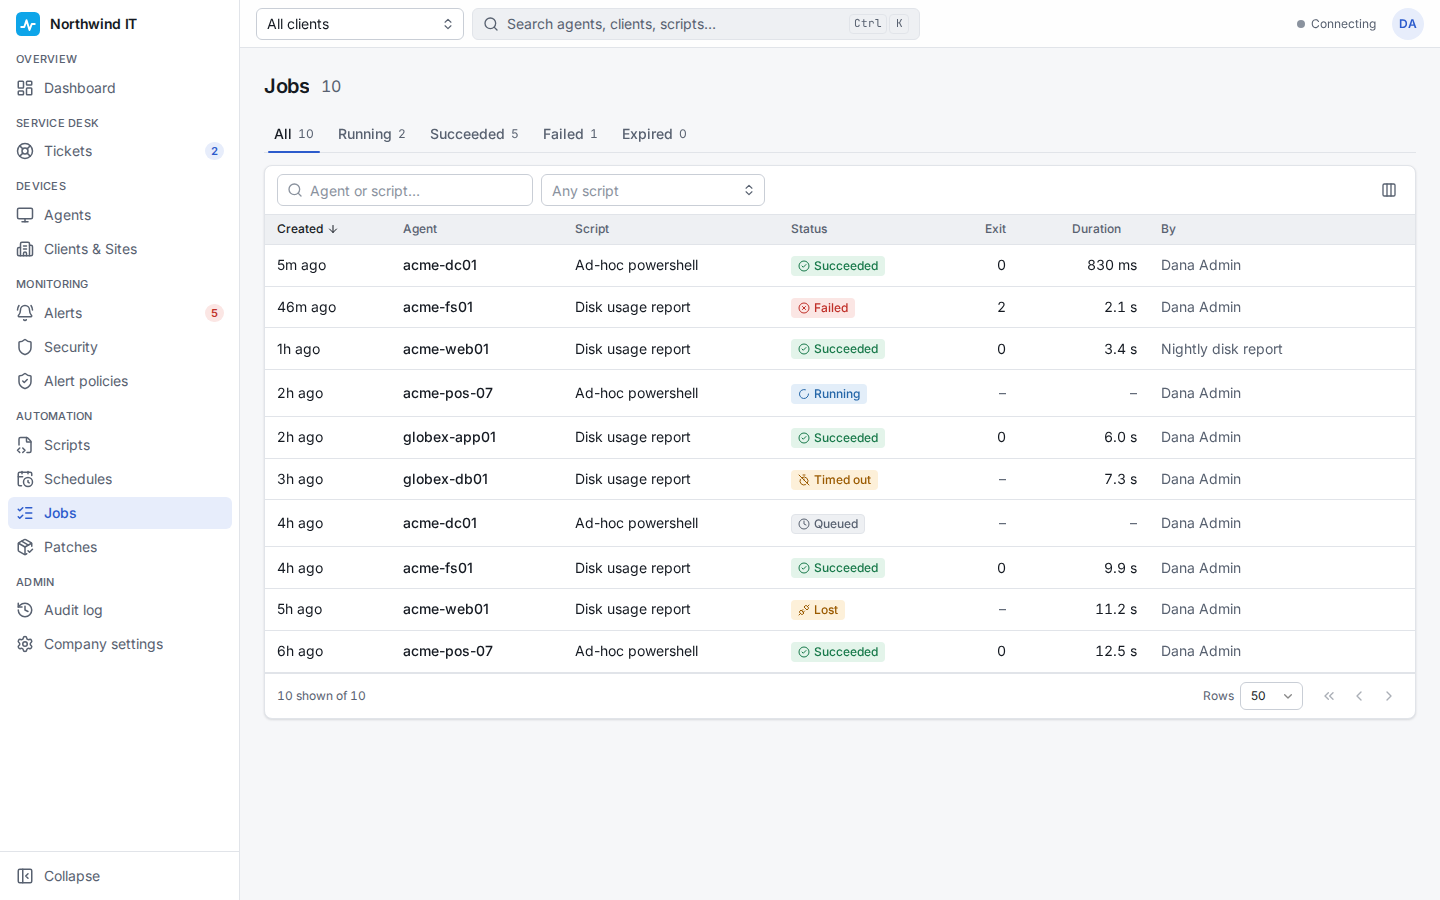 Northwind IT
OVERVIEW
Dashboard
SERVICE DESK
Tickets 2
DEVICES
Agents
Clients & Sites
MONITORING
Alerts 5
Security
Alert policies
AUTOMATION
Scripts
Schedules
Jobs
Patches
ADMIN
Audit log
Company settings
Collapse
All clients
Search agents, clients, scripts... Ctrl K
Connecting DA
Jobs 10
All 10 Running 2 Succeeded 5 Failed 1 Expired 0
Agent or script... Any script
Created Agent Script Status Exit Duration By
5m ago acme-dc01 Ad-hoc powershell Succeeded 0 830 ms Dana Admin
46m ago acme-fs01 Disk usage report Failed 2 2.1 s Dana Admin
1h ago acme-web01 Disk usage report Succeeded 0 3.4 s Nightly disk report
2h ago acme-pos-07 Ad-hoc powershell Running – – Dana Admin
2h ago globex-app01 Disk usage report Succeeded 0 6.0 s Dana Admin
3h ago globex-db01 Disk usage report Timed out – 7.3 s Dana Admin
4h ago acme-dc01 Ad-hoc powershell Queued – – Dana Admin
4h ago acme-fs01 Disk usage report Succeeded 0 9.9 s Dana Admin
5h ago acme-web01 Disk usage report Lost – 11.2 s Dana Admin
6h ago acme-pos-07 Ad-hoc powershell Succeeded 0 12.5 s Dana Admin
10 shown of 10 Rows 50